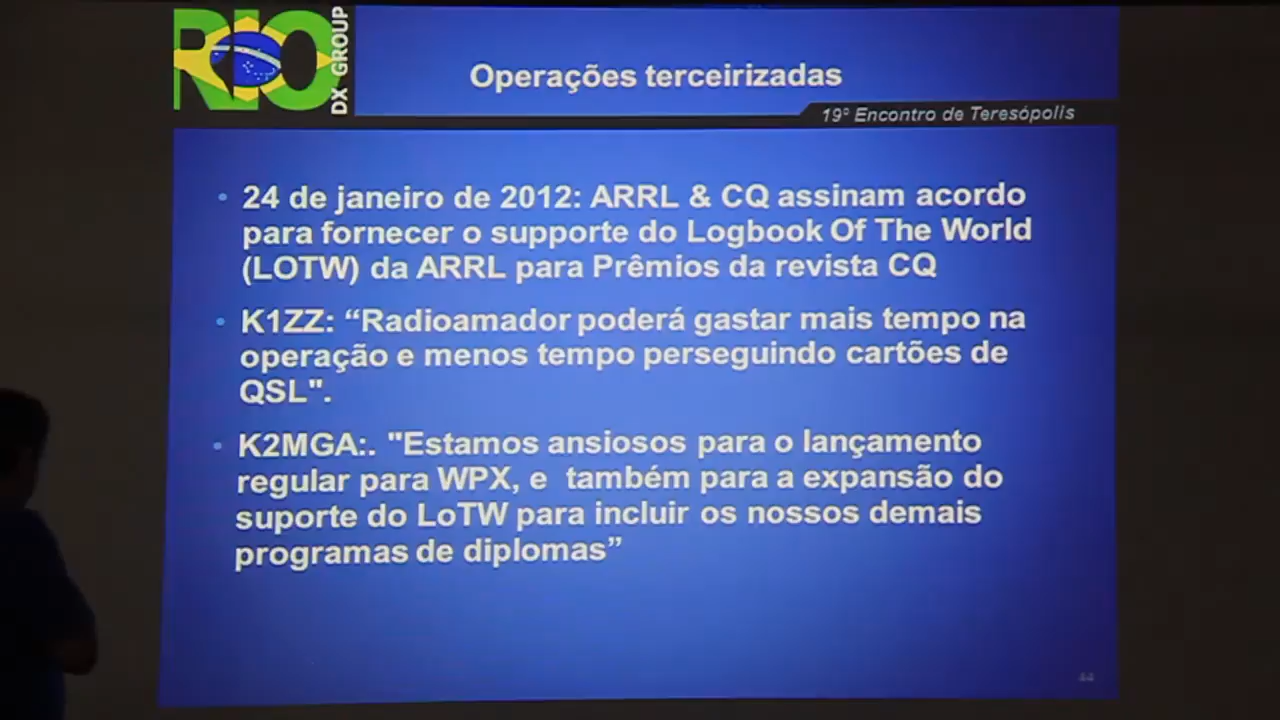 RIO
DX GROUP
Operações terceirizadas
19º Encontro de Teresópolis
• 24 de janeiro de 2012: ARRL & CQ assinam acordo
para fornecer o supporte do Logbook Of The World
(LOTW) da ARRL para Prêmios da revista CQ
• K1ZZ: “Radioamador poderá gastar mais tempo na
operação e menos tempo perseguindo cartões de
QSL".
• K2MGA:. "Estamos ansiosos para o lançamento
regular para WPX, e também para a expansão do
suporte do LoTW para incluir os nossos demais
programas de diplomas”
44